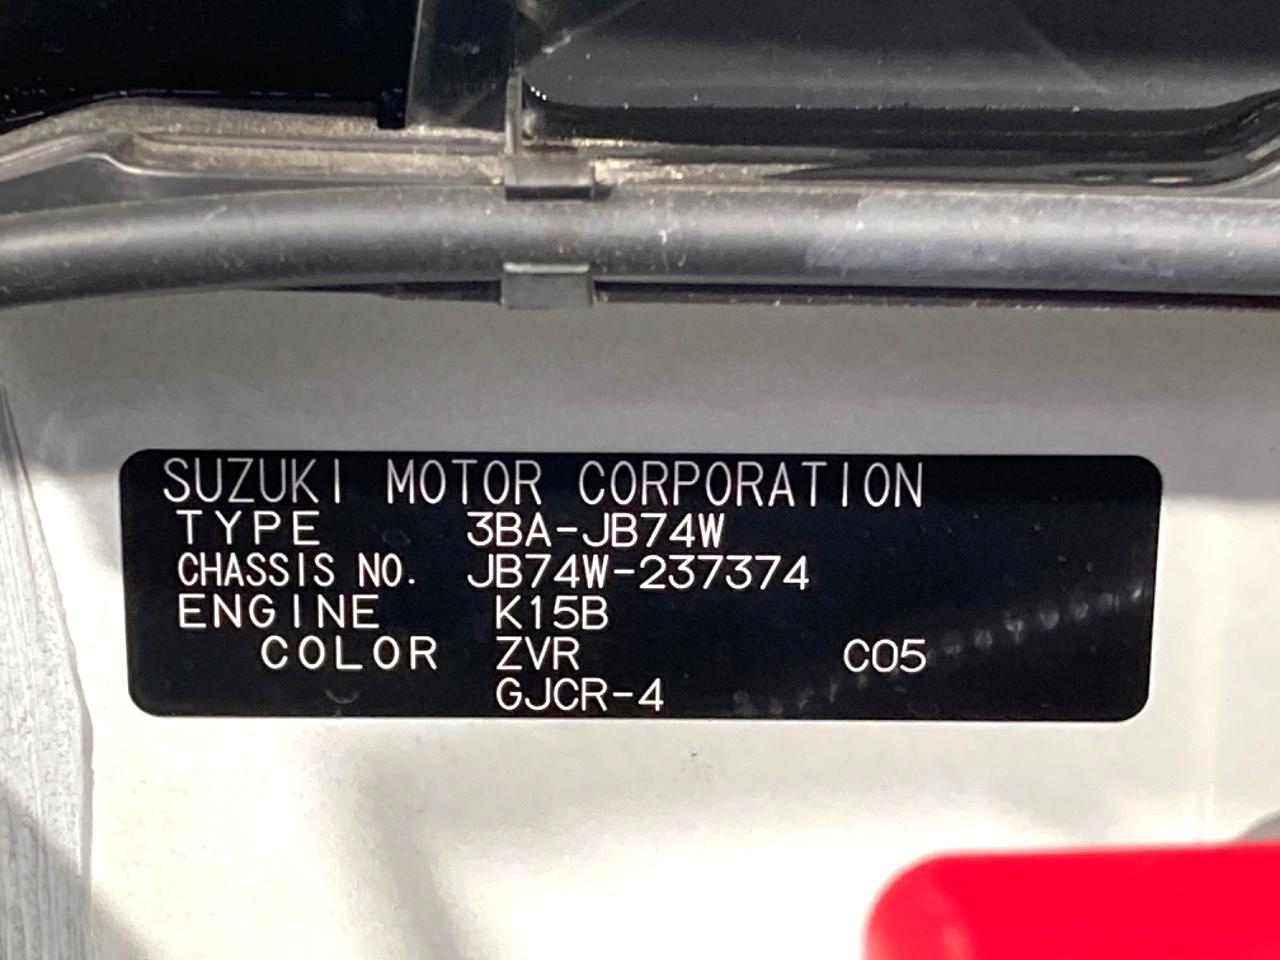 SUZUKI MOTOR CORPORATION
TYPE 3BA-JB74W
CHASSIS NO. JB74W-237374
ENGINE K15B
COLOR ZVR C05
GJCR-4